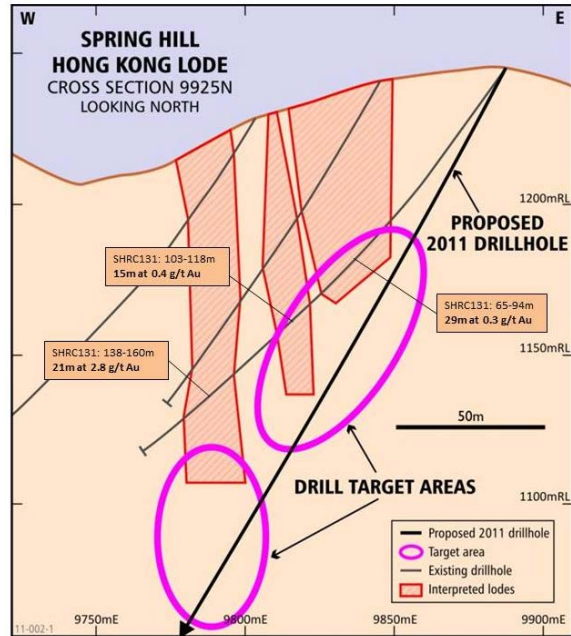 W
E
SPRING HILL
HONG KONG LODE
CROSS SECTION 9925N
LOOKING NORTH
1200mRL
PROPOSED
2011 DRILLHOLE
SHRC131: 103-118m
15m at 0.4 g/t Au
SHRC131: 65-94m
29m at 0.3 g/t Au
SHRC131: 138-160m
21m at 2.8 g/t Au
1150mRL
50m
DRILL TARGET AREAS
1100mRL
Proposed 2011 drillhole
Target area
Existing drillhole
Interpreted lodes
11-002-1
9750mE
9800mE
9850mE
9900mE